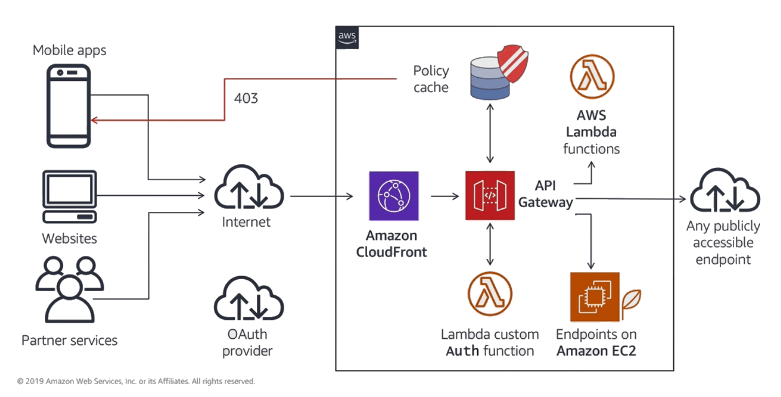 aws
Mobile apps
403
Policy
cache
AWS
Lambda
functions
Internet
Amazon
CloudFront
API
Gateway
Any publicly
accessible
endpoint
Websites
Partner services
OAuth
provider
Lambda custom
Auth function
Endpoints on
Amazon EC2
© 2019 Amazon Web Services, Inc. or its Affiliates. All rights reserved.